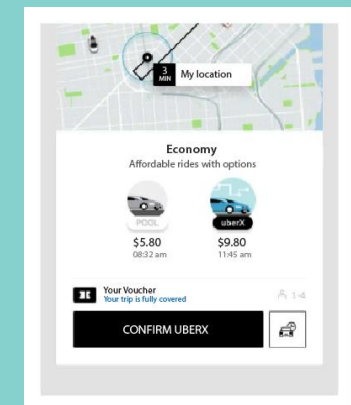 3
MIN
My location
Economy
Affordable rides with options
POOL
uberX
$5.80
$9.80
08:32 am
11:45 am
Your Voucher
Your trip is fully covered
1-4
CONFIRM UBERX